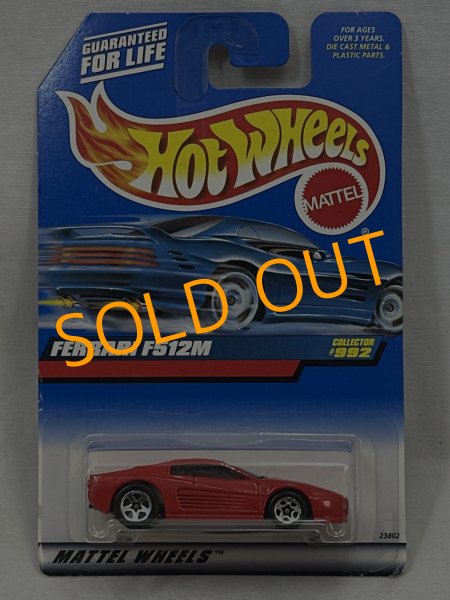 GUARANTEED
FOR LIFE
FOR AGES
OVER 3 YEARS.
DIE CAST METAL &
PLASTIC PARTS.
HOT WHEELS
MATTEL
®
SOLD OUT
FERRARI F512M
COLLECTOR
#992
23802
MATTEL WHEELS™